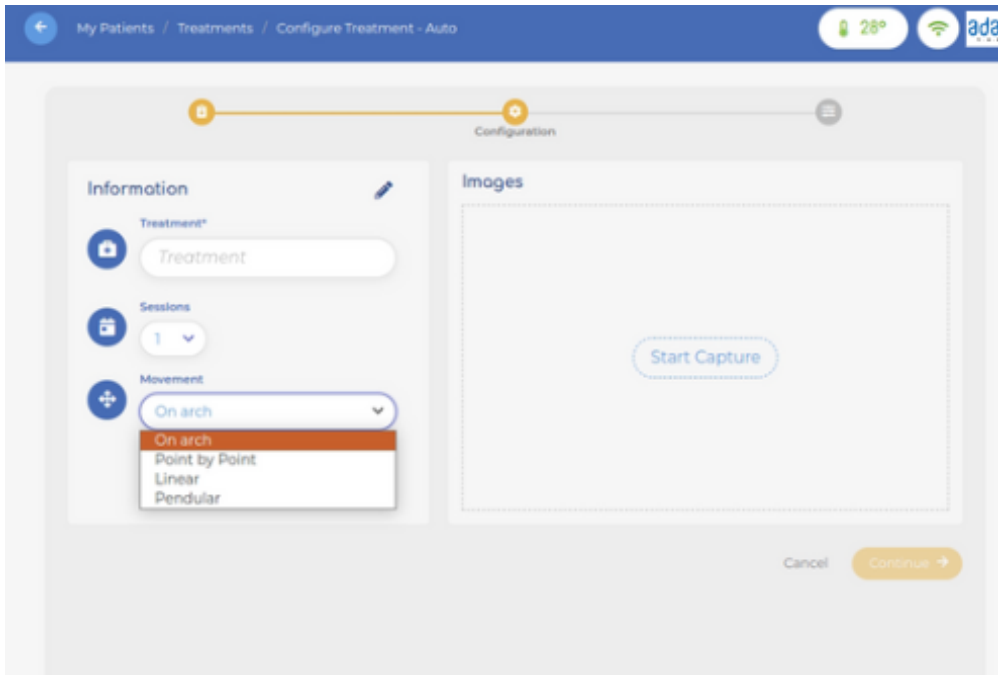 My Patients / Treatments / Configure Treatment - Auto
28°
ada
Configuration
Information
Treatment*
Treatment
Sessions
1
Movement
On arch
On arch
Point by Point
Linear
Pendular
Images
Start Capture
Cancel
Continue